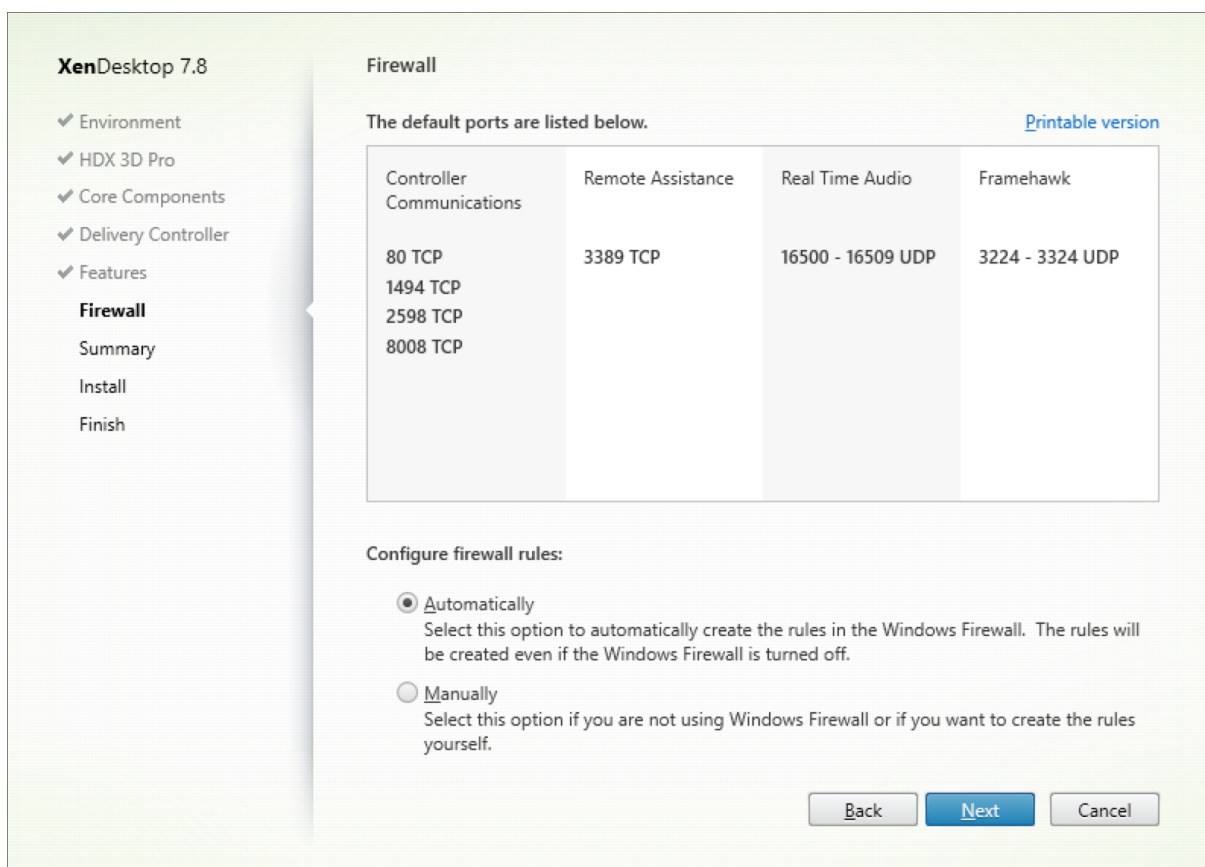 XenDesktop 7.8
Environment
HDX 3D Pro
Core Components
Delivery Controller
Features
Firewall
Summary
Install
Finish
Firewall
The default ports are listed below.
Printable version
Controller
Communications
80 TCP
1494 TCP
2598 TCP
8008 TCP
Remote Assistance
3389 TCP
Real Time Audio
16500 - 16509 UDP
Framehawk
3224 - 3324 UDP
Configure firewall rules:
Automatically
Select this option to automatically create the rules in the Windows Firewall.  The rules will
be created even if the Windows Firewall is turned off.
Manually
Select this option if you are not using Windows Firewall or if you want to create the rules
yourself.
Back
Next
Cancel